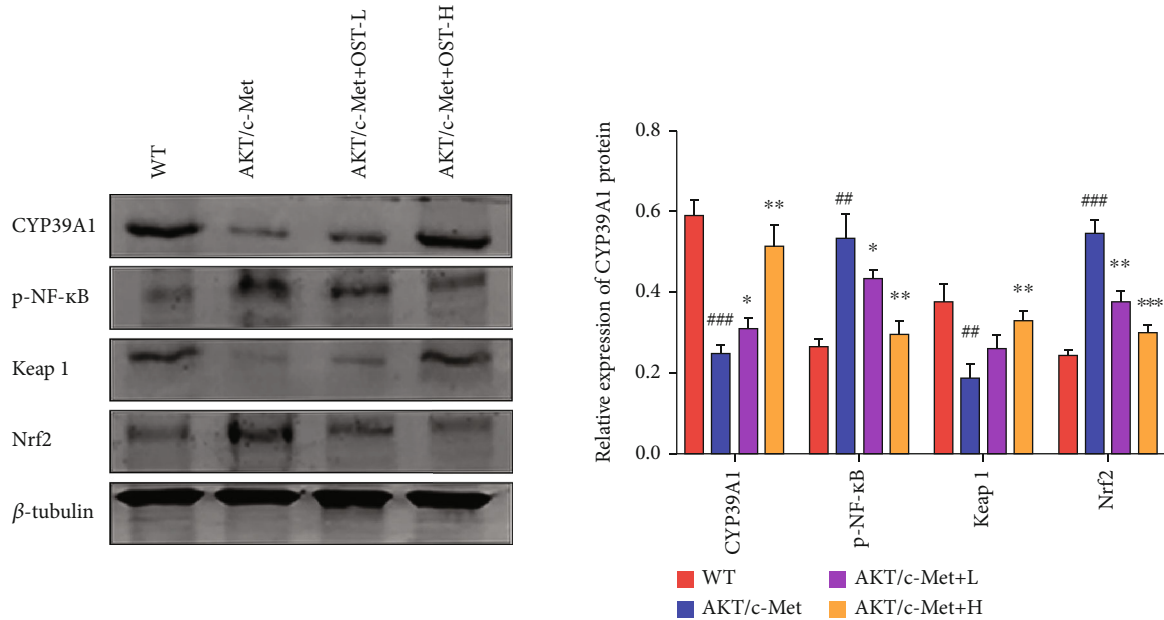 WT
AKT/c-Met
AKT/c-Met+OST-L
AKT/c-Met+OST-H
CYP39A1
p-NF-κB
Keap 1
Nrf2
β-tubulin
Relative expression of CYP39A1 protein
0.8
0.6
0.4
0.2
0.0
###
*
**
##
*
**
##
**
###
**
***
CYP39A1
p-NF-κB
Keap 1
Nrf2
WT
AKT/c-Met
AKT/c-Met+L
AKT/c-Met+H